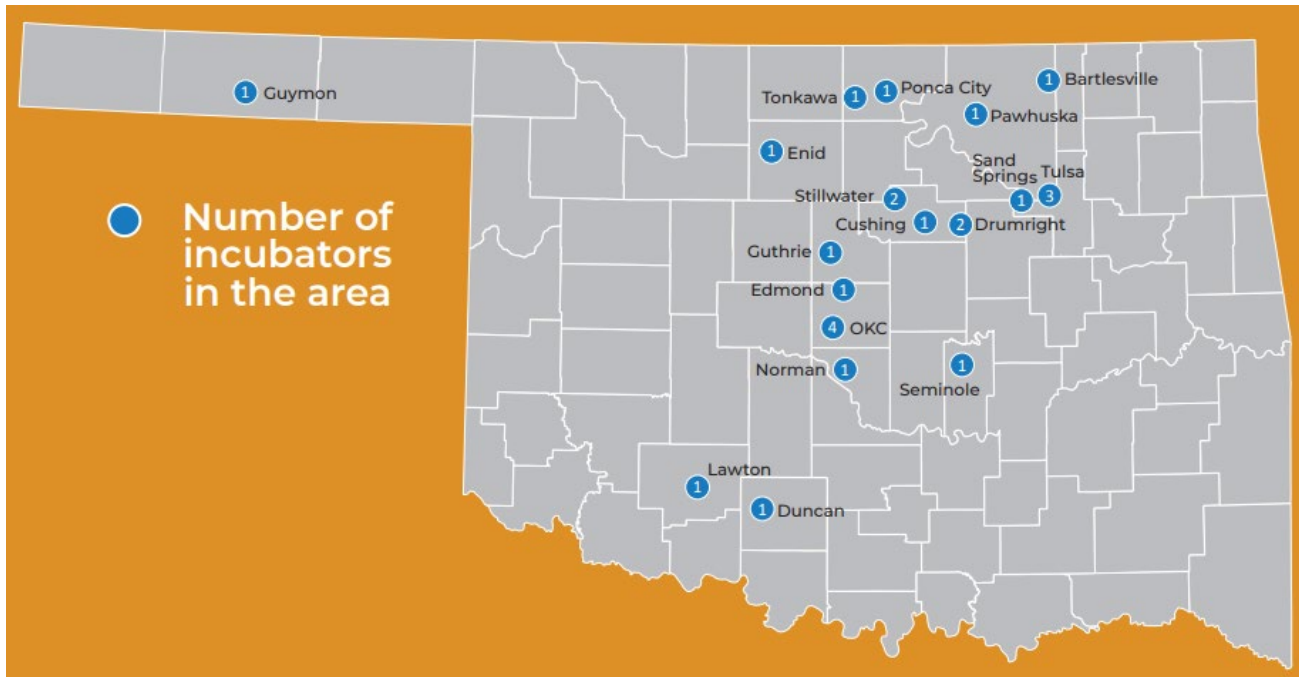 1 Guymon
Tonkawa 1
1 Ponca City
1 Bartlesville
1 Pawhuska
1 Enid
Sand
Springs
1
Tulsa
3
Stillwater 2
Cushing 1
2 Drumright
Number of
incubators
in the area
Guthrie 1
Edmond 1
4 OKC
Norman 1
1
Seminole
Lawton
1
1 Duncan